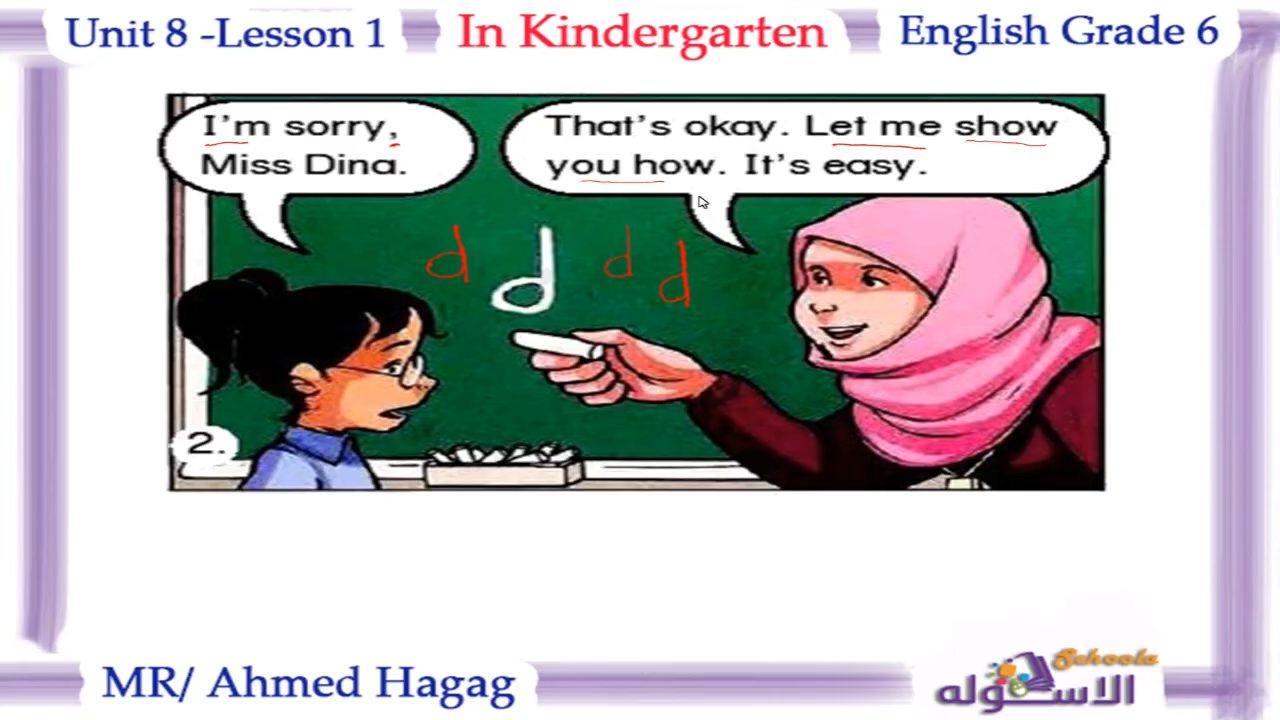 Unit 8 -Lesson 1
In Kindergarten
English Grade 6
I'm sorry,
Miss Dina.
That's okay. Let me show
you how. It's easy.
d d d d
2.
MR/ Ahmed Hagag
Schools
الاسـوله